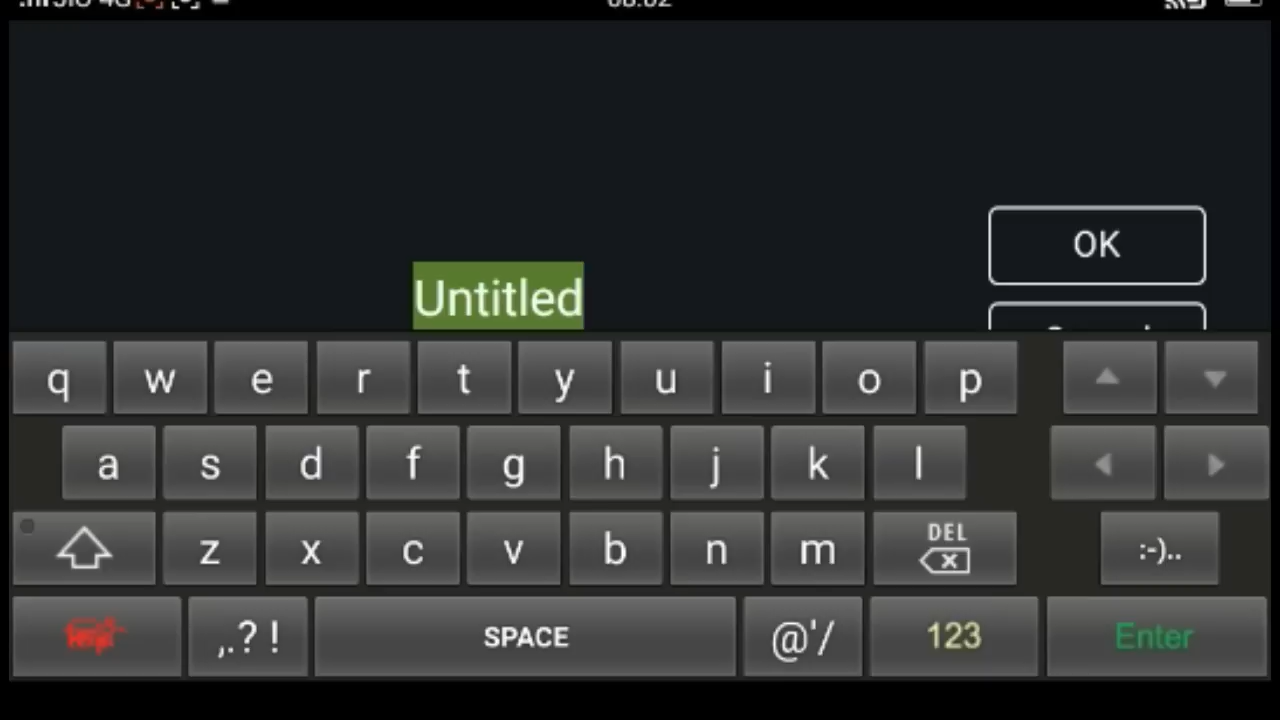 OK
Untitled
q w e r t y u i o p
a s d f g h j k l
DEL
z x c v b n m :-)..
,.? ! SPACE @'/ 123 Enter